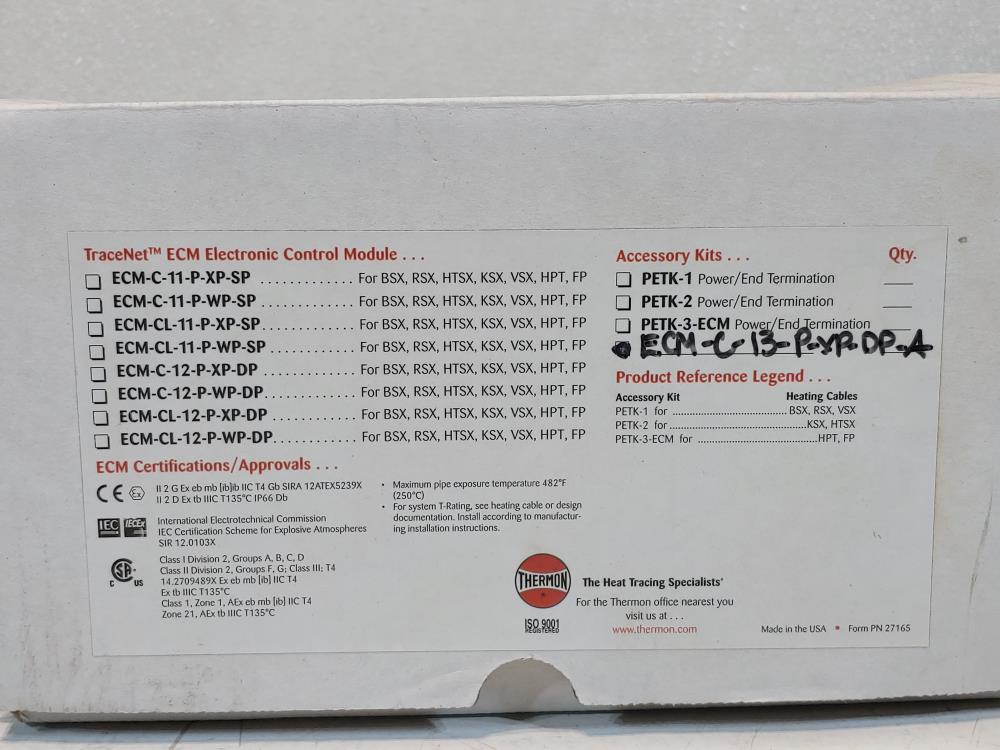 TraceNet™ ECM Electronic Control Module . . .
ECM-C-11-P-XP-SP . . . . . . . . . . . . For BSX, RSX, HTSX, KSX, VSX, HPT, FP
ECM-C-11-P-WP-SP . . . . . . . . . . . . For BSX, RSX, HTSX, KSX, VSX, HPT, FP
ECM-CL-11-P-XP-SP . . . . . . . . . . . . For BSX, RSX, HTSX, KSX, VSX, HPT, FP
ECM-CL-11-P-WP-SP . . . . . . . . . . . . For BSX, RSX, HTSX, KSX, VSX, HPT, FP
ECM-C-12-P-XP-DP . . . . . . . . . . . . For BSX, RSX, HTSX, KSX, VSX, HPT, FP
ECM-C-12-P-WP-DP . . . . . . . . . . . . For BSX, RSX, HTSX, KSX, VSX, HPT, FP
ECM-CL-12-P-XP-DP . . . . . . . . . . . . For BSX, RSX, HTSX, KSX, VSX, HPT, FP
ECM-CL-12-P-WP-DP . . . . . . . . . . . . For BSX, RSX, HTSX, KSX, VSX, HPT, FP
ECM Certifications/Approvals . . .
CE Ex
II 2 G Ex eb mb [ib]ib IIC T4 Gb SIRA 12ATEX5239X
II 2 D Ex tb IIIC T135°C IP66 Db
IEC IECEx
International Electrotechnical Commission
IEC Certification Scheme for Explosive Atmospheres
SIR 12.0103X
C SA US
Class I Division 2, Groups A, B, C, D
Class II Division 2, Groups F, G; Class III; T4
14.2709489X Ex eb mb [ib] IIC T4
Ex tb IIIC T135°C
Class 1, Zone 1, AEx eb mb [ib] IIC T4
Zone 21, AEx tb IIIC T135°C
• Maximum pipe exposure temperature 482°F
(250°C)
• For system T-Rating, see heating cable or design
documentation. Install according to manufactur-
ing installation instructions.
Accessory Kits . . . Qty.
PETK-1 Power/End Termination
PETK-2 Power/End Termination
PETK-3-ECM Power/End Termination
ECM-C-13-P-XP-DP-A
Product Reference Legend . . .
Accessory Kit Heating Cables
PETK-1 for ........................................ BSX, RSX, VSX
PETK-2 for ........................................ KSX, HTSX
PETK-3-ECM for ........................................ HPT, FP
THERMON The Heat Tracing Specialists®
ISO 9001
REGISTERED
For the Thermon office nearest you
visit us at . . .
www.thermon.com
Made in the USA • Form PN 27165